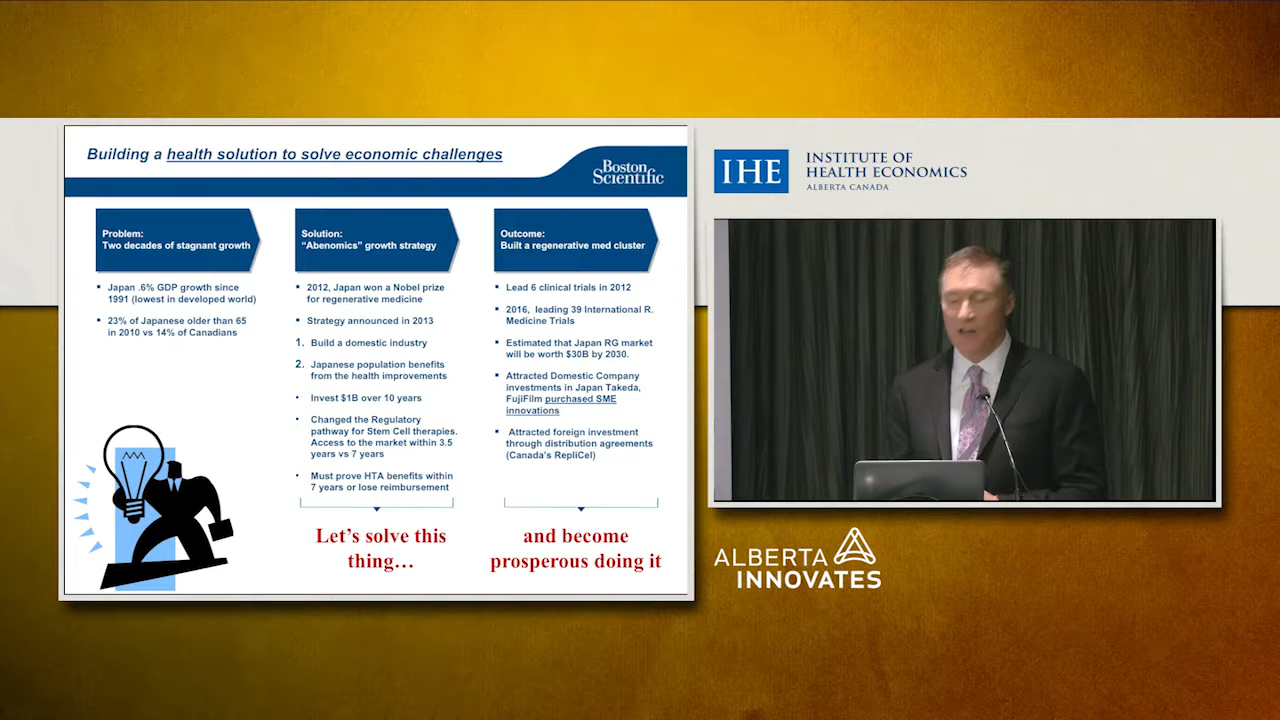 Building a health solution to solve economic challenges
Boston
Scientific
Problem:
Two decades of stagnant growth
▪ Japan .6% GDP growth since
1991 (lowest in developed world)
▪ 23% of Japanese older than 65
in 2010 vs 14% of Canadians
Solution:
“Abenomics” growth strategy
▪ 2012, Japan won a Nobel prize
for regenerative medicine
▪ Strategy announced in 2013
1. Build a domestic industry
2. Japanese population benefits
from the health improvements
• Invest $1B over 10 years
• Changed the Regulatory
pathway for Stem Cell therapies.
Access to the market within 3.5
years vs 7 years
• Must prove HTA benefits within
7 years or lose reimbursement
Let’s solve this
thing…
Outcome:
Built a regenerative med cluster
▪ Lead 6 clinical trials in 2012
▪ 2016, leading 39 International R.
Medicine Trials
▪ Estimated that Japan RG market
will be worth $30B by 2030.
▪ Attracted Domestic Company
investments in Japan Takeda,
FujiFilm purchased SME
innovations
▪ Attracted foreign investment
through distribution agreements
(Canada’s RepliCel)
and become
prosperous doing it
IHE
INSTITUTE OF
HEALTH ECONOMICS
ALBERTA CANADA
ALBERTA
INNOVATES